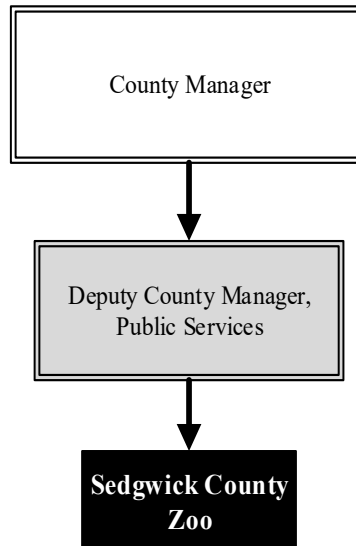 County Manager
Deputy County Manager,
Public Services
Sedgwick County
Zoo